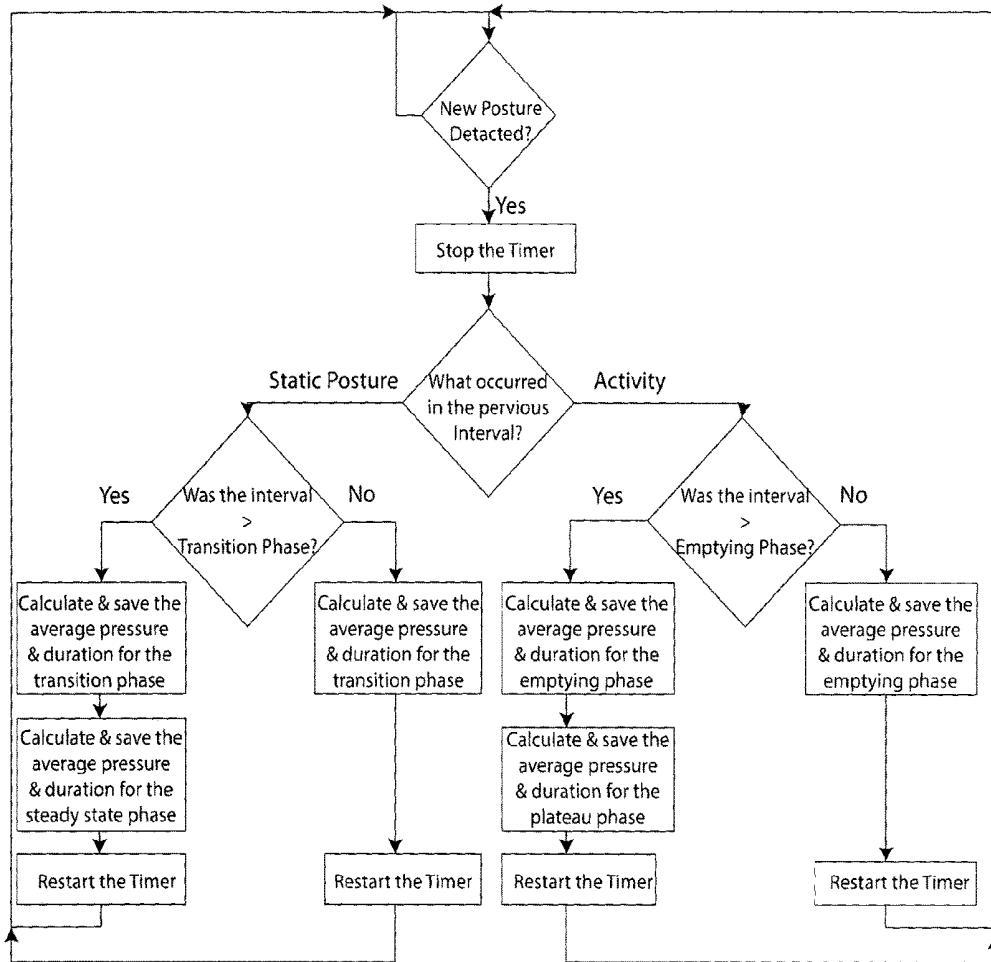 New Posture
Detacted?
Yes
Stop the Timer
Static Posture
What occurred
in the pervious
Interval?
Activity
Yes
Was the interval
>
Transition Phase?
No
Yes
Was the interval
>
Emptying Phase?
No
Calculate & save the
average pressure
& duration for the
transition phase
Calculate & save the
average pressure
& duration for the
transition phase
Calculate & save the
average pressure
& duration for the
emptying phase
Calculate & save the
average pressure
& duration for the
emptying phase
Calculate & save the
average pressure
& duration for the
steady state phase
Calculate & save the
average pressure
& duration for the
plateau phase
Restart the Timer
Restart the Timer
Restart the Timer
Restart the Timer